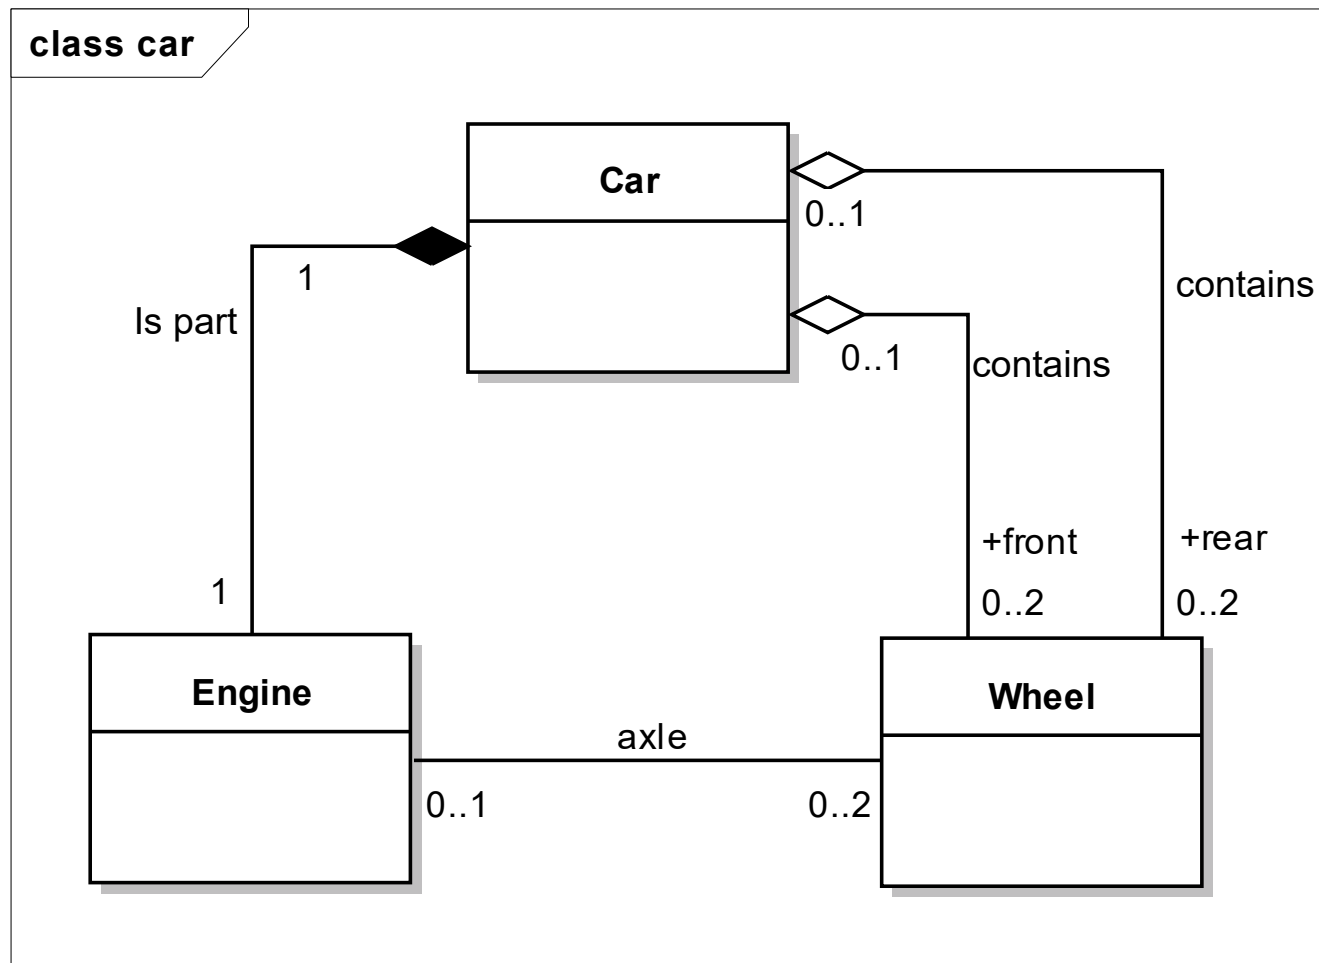 class car
Car
0..1
1
contains
Is part
0..1
contains
+front
+rear
1
0..2
0..2
Engine
Wheel
axle
0..1
0..2